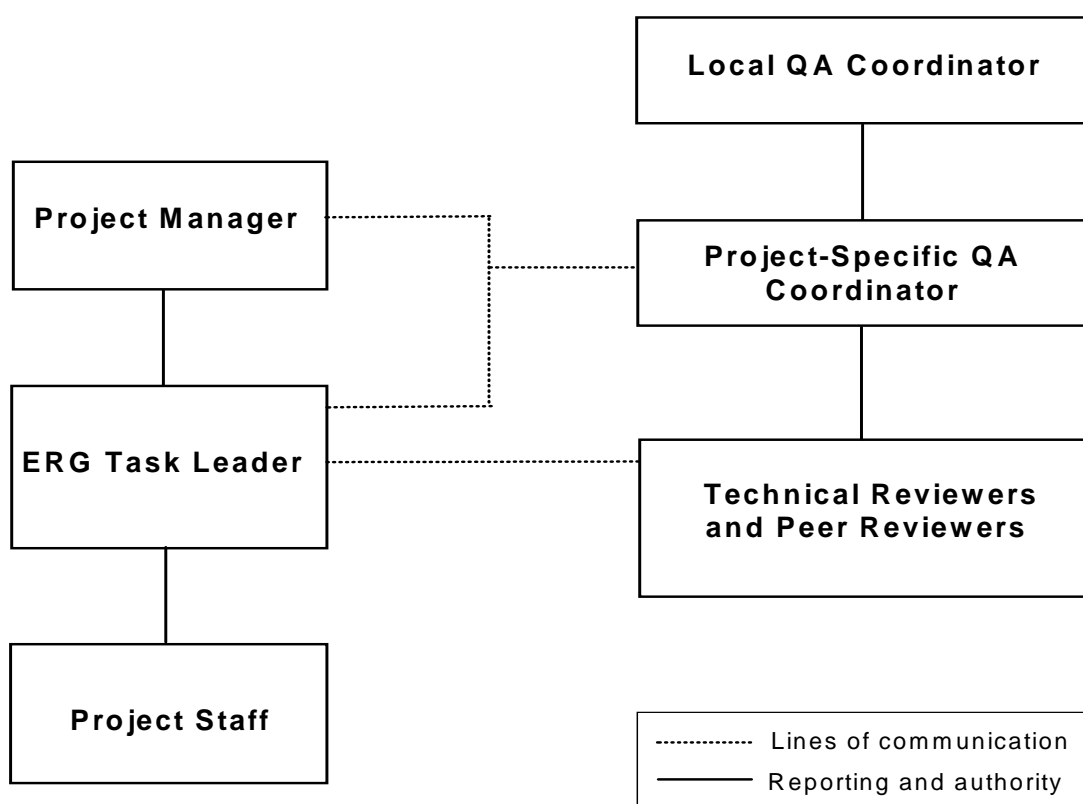 Local QA Coordinator
Project Manager
Project-Specific QA
Coordinator
ERG Task Leader
Technical Reviewers
and Peer Reviewers
Project Staff
Lines of communication
Reporting and authority